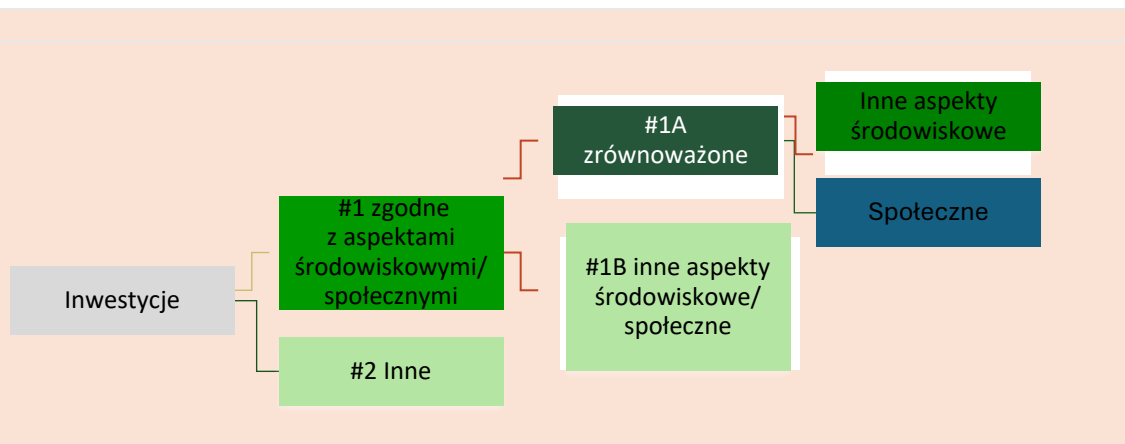 Inwestycje
#1 zgodne
z aspektami
środowiskowymi/
społecznymi
#2 Inne
#1A
zrównoważone
#1B inne aspekty
środowiskowe/
społeczne
Inne aspekty
środowiskowe
Społeczne